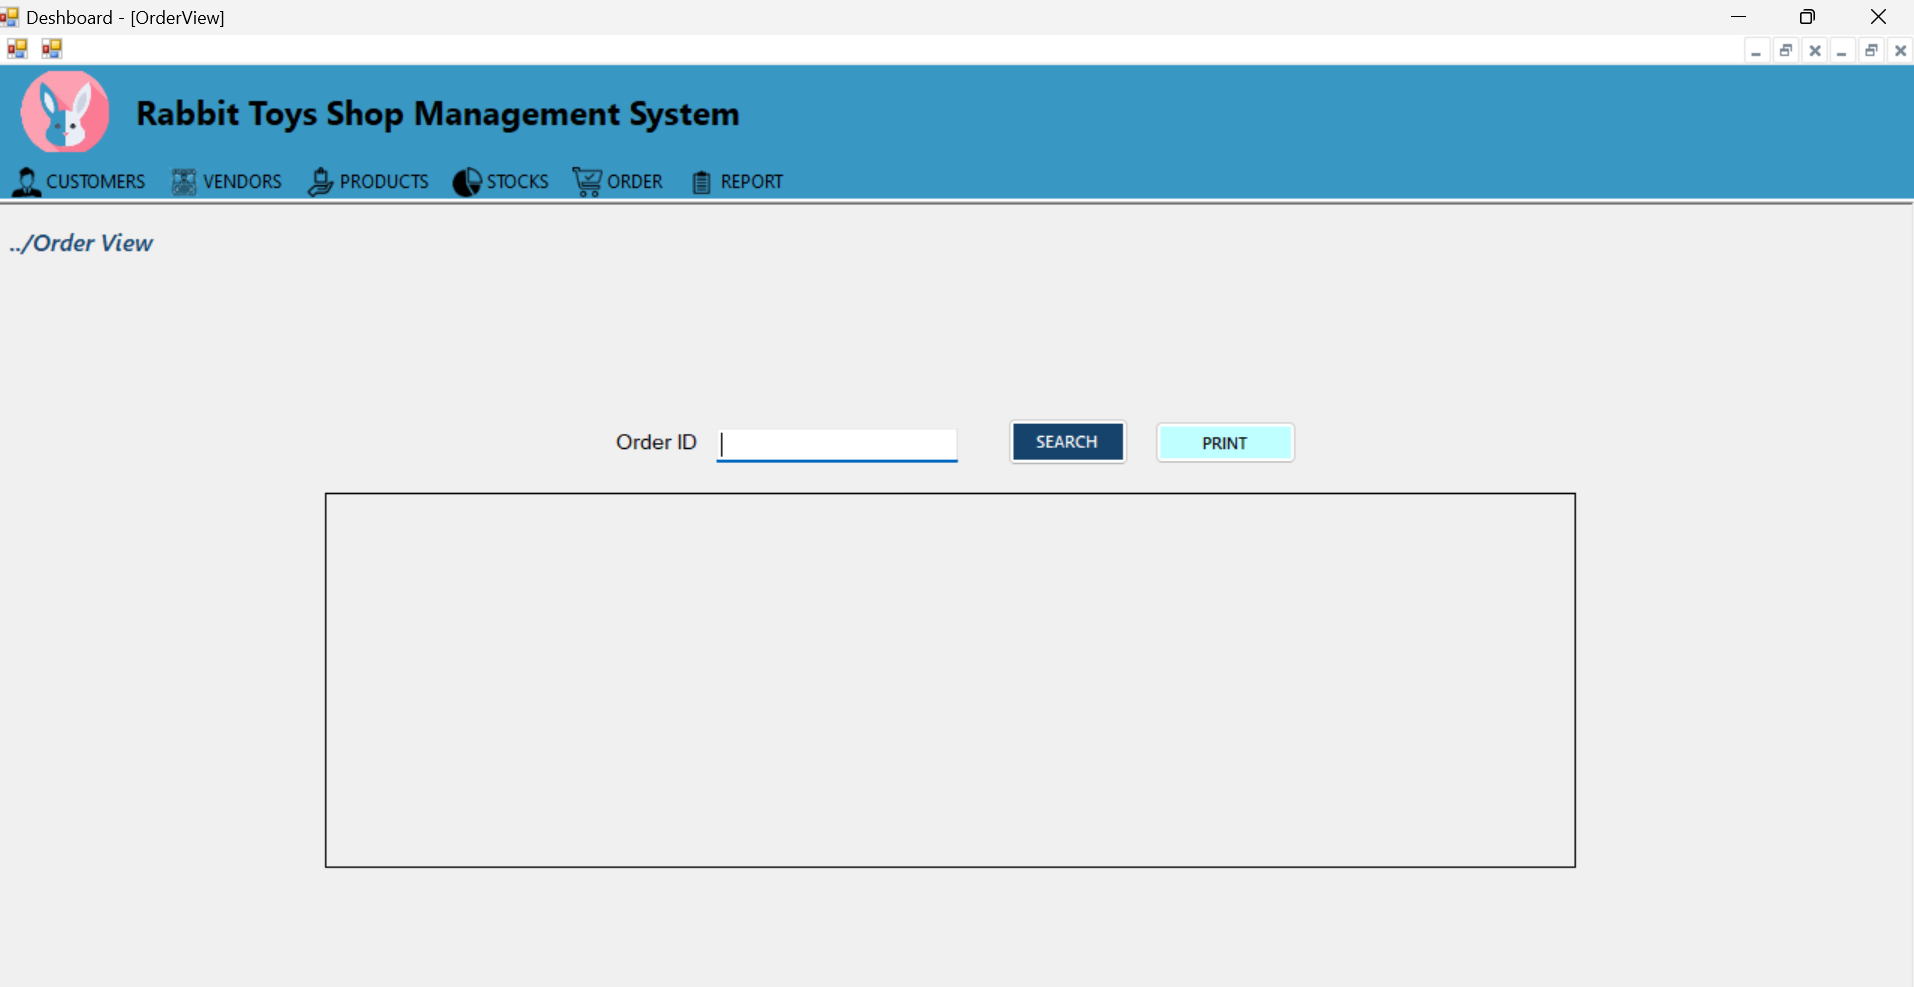 Deshboard - [OrderView]
Rabbit Toys Shop Management System
CUSTOMERS VENDORS PRODUCTS STOCKS ORDER REPORT
../Order View
Order ID SEARCH PRINT